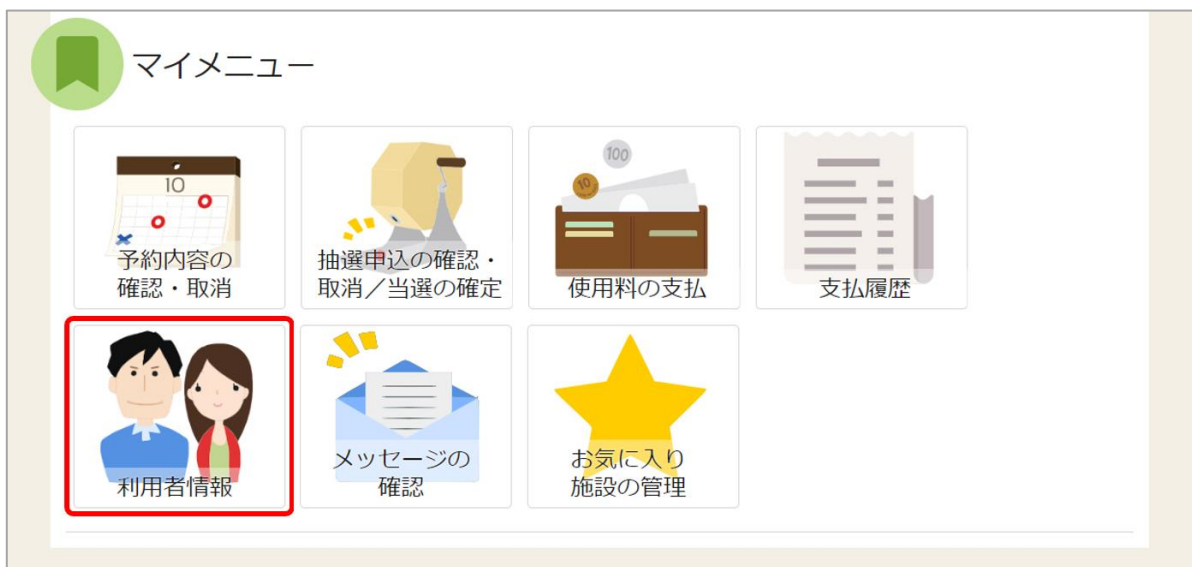 マイメニュー
10
予約内容の
確認・取消
抽選申込の確認・
取消／当選の確定
100
10
使用料の支払
支払履歴
利用者情報
メッセージの
確認
お気に入り
施設の管理